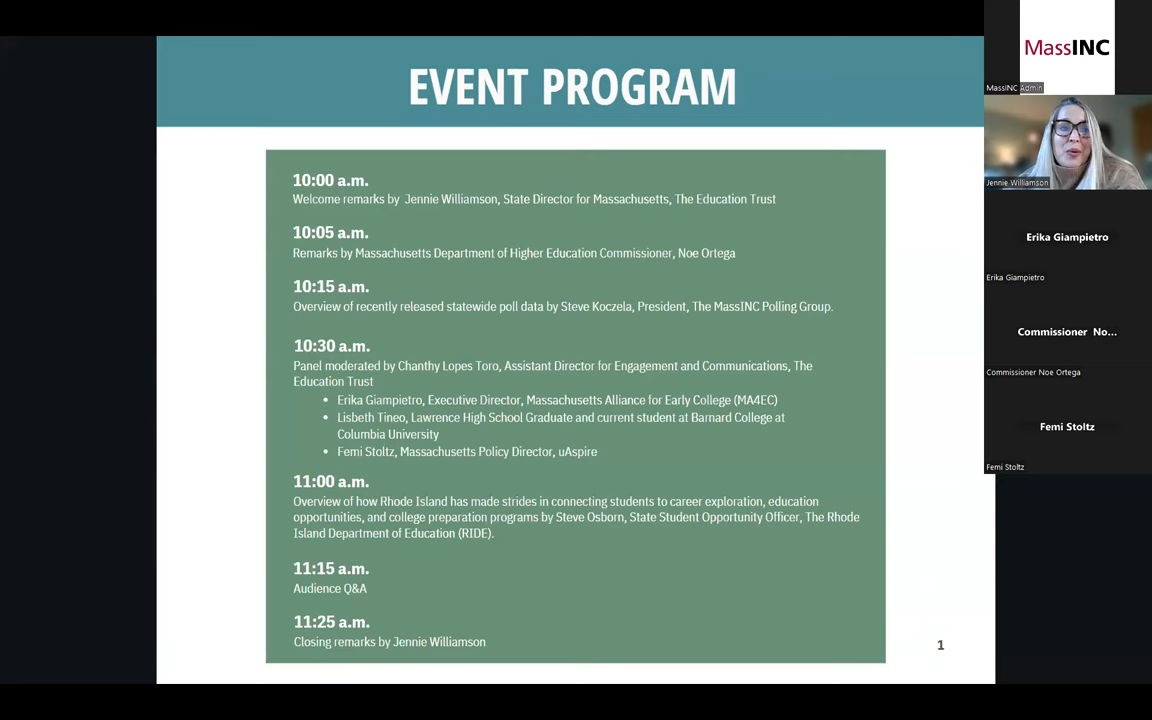 EVENT PROGRAM
10:00 a.m.
Welcome remarks by Jennie Williamson, State Director for Massachusetts, The Education Trust
10:05 a.m.
Remarks by Massachusetts Department of Higher Education Commissioner, Noe Ortega
10:15 a.m.
Overview of recently released statewide poll data by Steve Koczela, President, The MassINC Polling Group.
10:30 a.m.
Panel moderated by Chanthy Lopes Toro, Assistant Director for Engagement and Communications, The
Education Trust
• Erika Giampietro, Executive Director, Massachusetts Alliance for Early College (MA4EC)
• Lisbeth Tineo, Lawrence High School Graduate and current student at Barnard College at
Columbia University
• Femi Stoltz, Massachusetts Policy Director, uAspire
11:00 a.m.
Overview of how Rhode Island has made strides in connecting students to career exploration, education
opportunities, and college preparation programs by Steve Osborn, State Student Opportunity Officer, The Rhode
Island Department of Education (RIDE).
11:15 a.m.
Audience Q&A
11:25 a.m.
Closing remarks by Jennie Williamson
1
MassINC
MassINC Admin
Jennie Williamson
Erika Giampietro
Erika Giampietro
Commissioner No...
Commissioner Noe Ortega
Femi Stoltz
Femi Stoltz